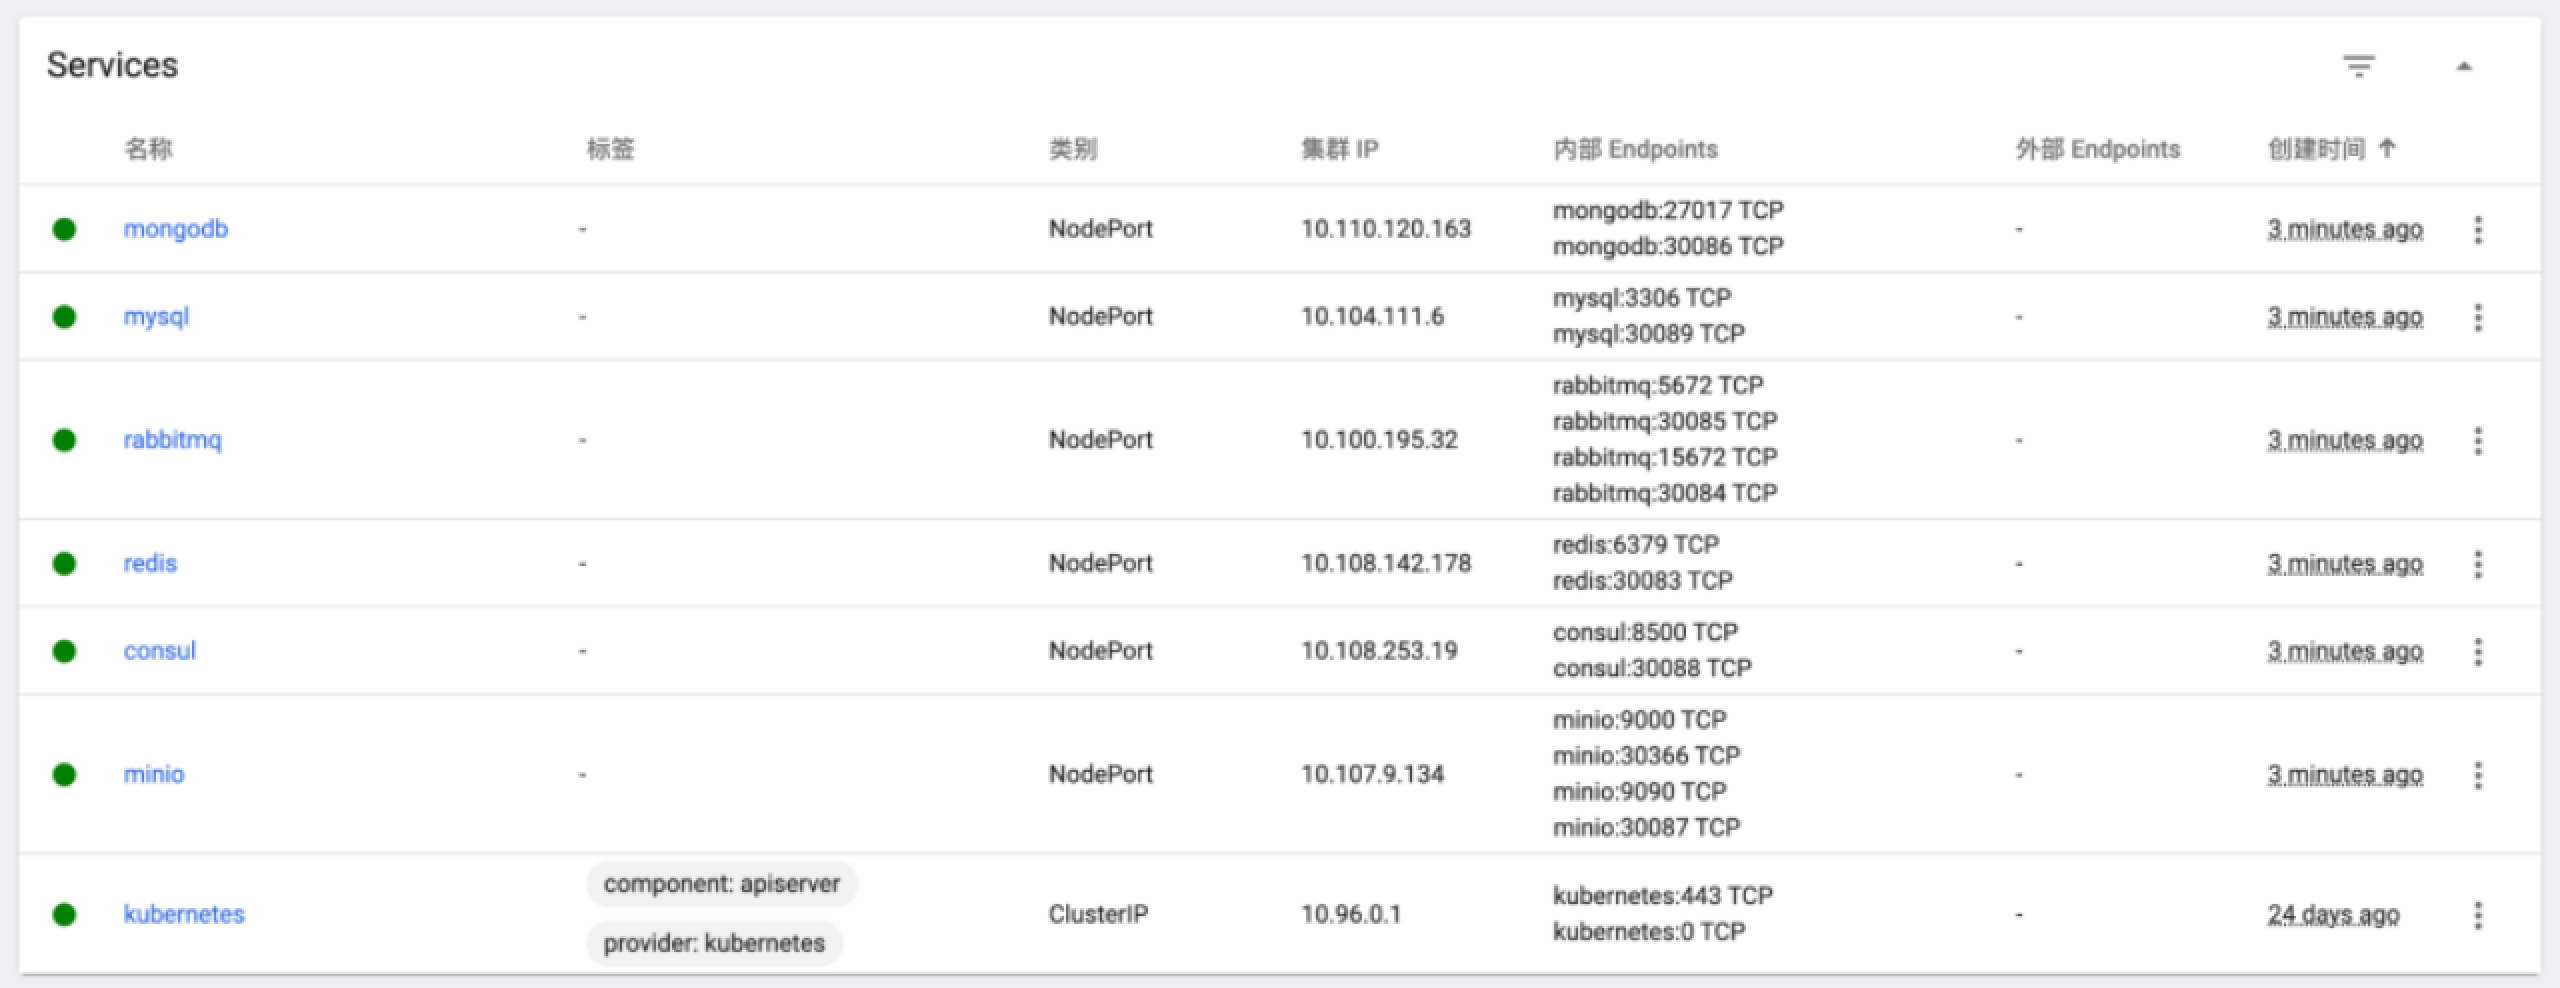 Services
名称 标签 类别 集群 IP 内部 Endpoints 外部 Endpoints 创建时间 ↑
mongodb - NodePort 10.110.120.163 mongodb:27017 TCP - 3 minutes ago
mongodb:30086 TCP
mysql - NodePort 10.104.111.6 mysql:3306 TCP - 3 minutes ago
mysql:30089 TCP
rabbitmq - NodePort 10.100.195.32 rabbitmq:5672 TCP - 3 minutes ago
rabbitmq:30085 TCP
rabbitmq:15672 TCP
rabbitmq:30084 TCP
redis - NodePort 10.108.142.178 redis:6379 TCP - 3 minutes ago
redis:30083 TCP
consul - NodePort 10.108.253.19 consul:8500 TCP - 3 minutes ago
consul:30088 TCP
minio - NodePort 10.107.9.134 minio:9000 TCP - 3 minutes ago
minio:30366 TCP
minio:9090 TCP
minio:30087 TCP
kubernetes component: apiserver ClusterIP 10.96.0.1 kubernetes:443 TCP - 24 days ago
provider: kubernetes kubernetes:0 TCP